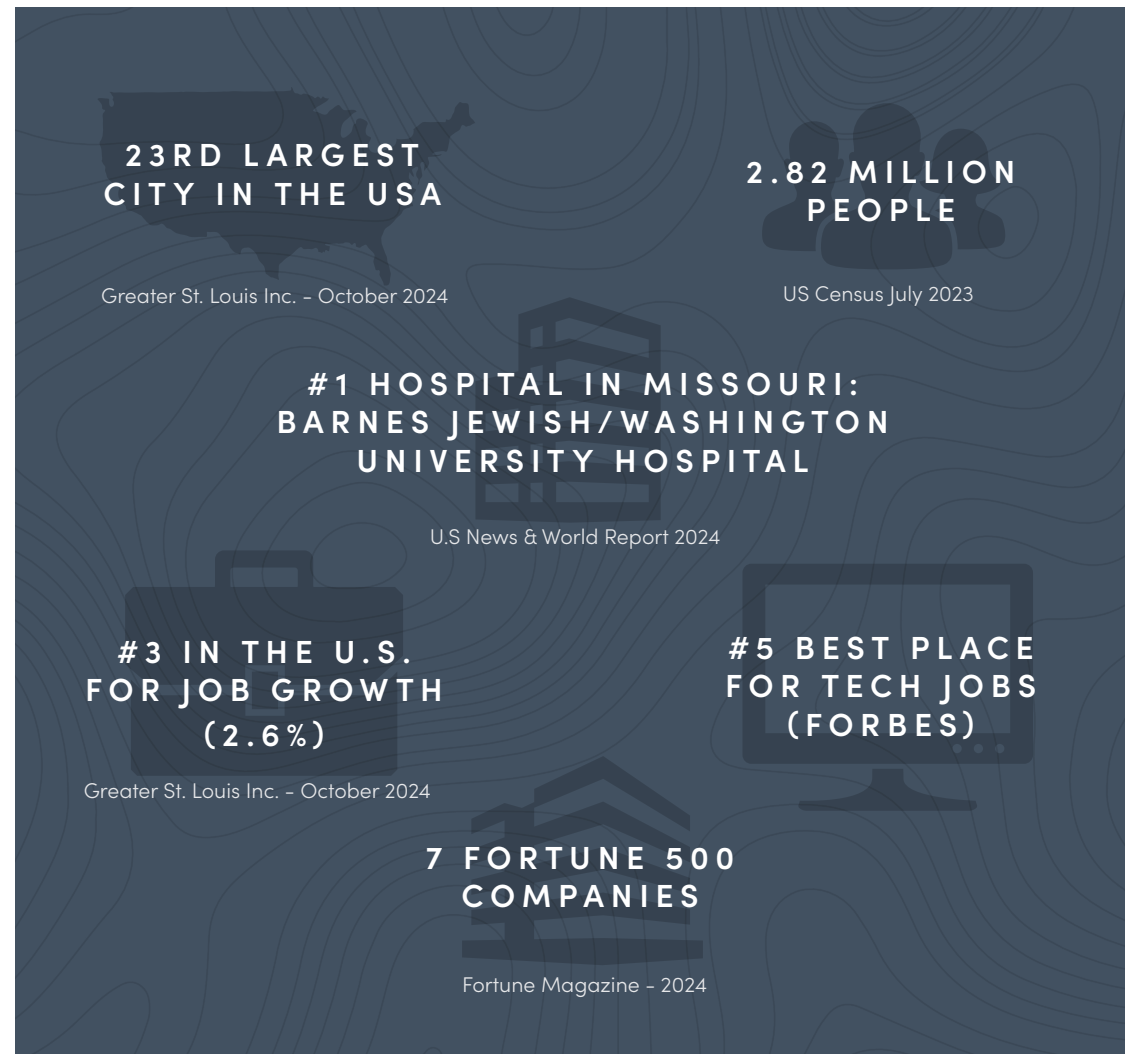 23RD LARGEST
CITY IN THE USA
Greater St. Louis Inc. - October 2024
2.82 MILLION
PEOPLE
US Census July 2023
#1 HOSPITAL IN MISSOURI:
BARNES JEWISH/WASHINGTON
UNIVERSITY HOSPITAL
U.S News & World Report 2024
#3 IN THE U.S.
FOR JOB GROWTH
(2.6%)
Greater St. Louis Inc. - October 2024
#5 BEST PLACE
FOR TECH JOBS
(FORBES)
7 FORTUNE 500
COMPANIES
Fortune Magazine - 2024